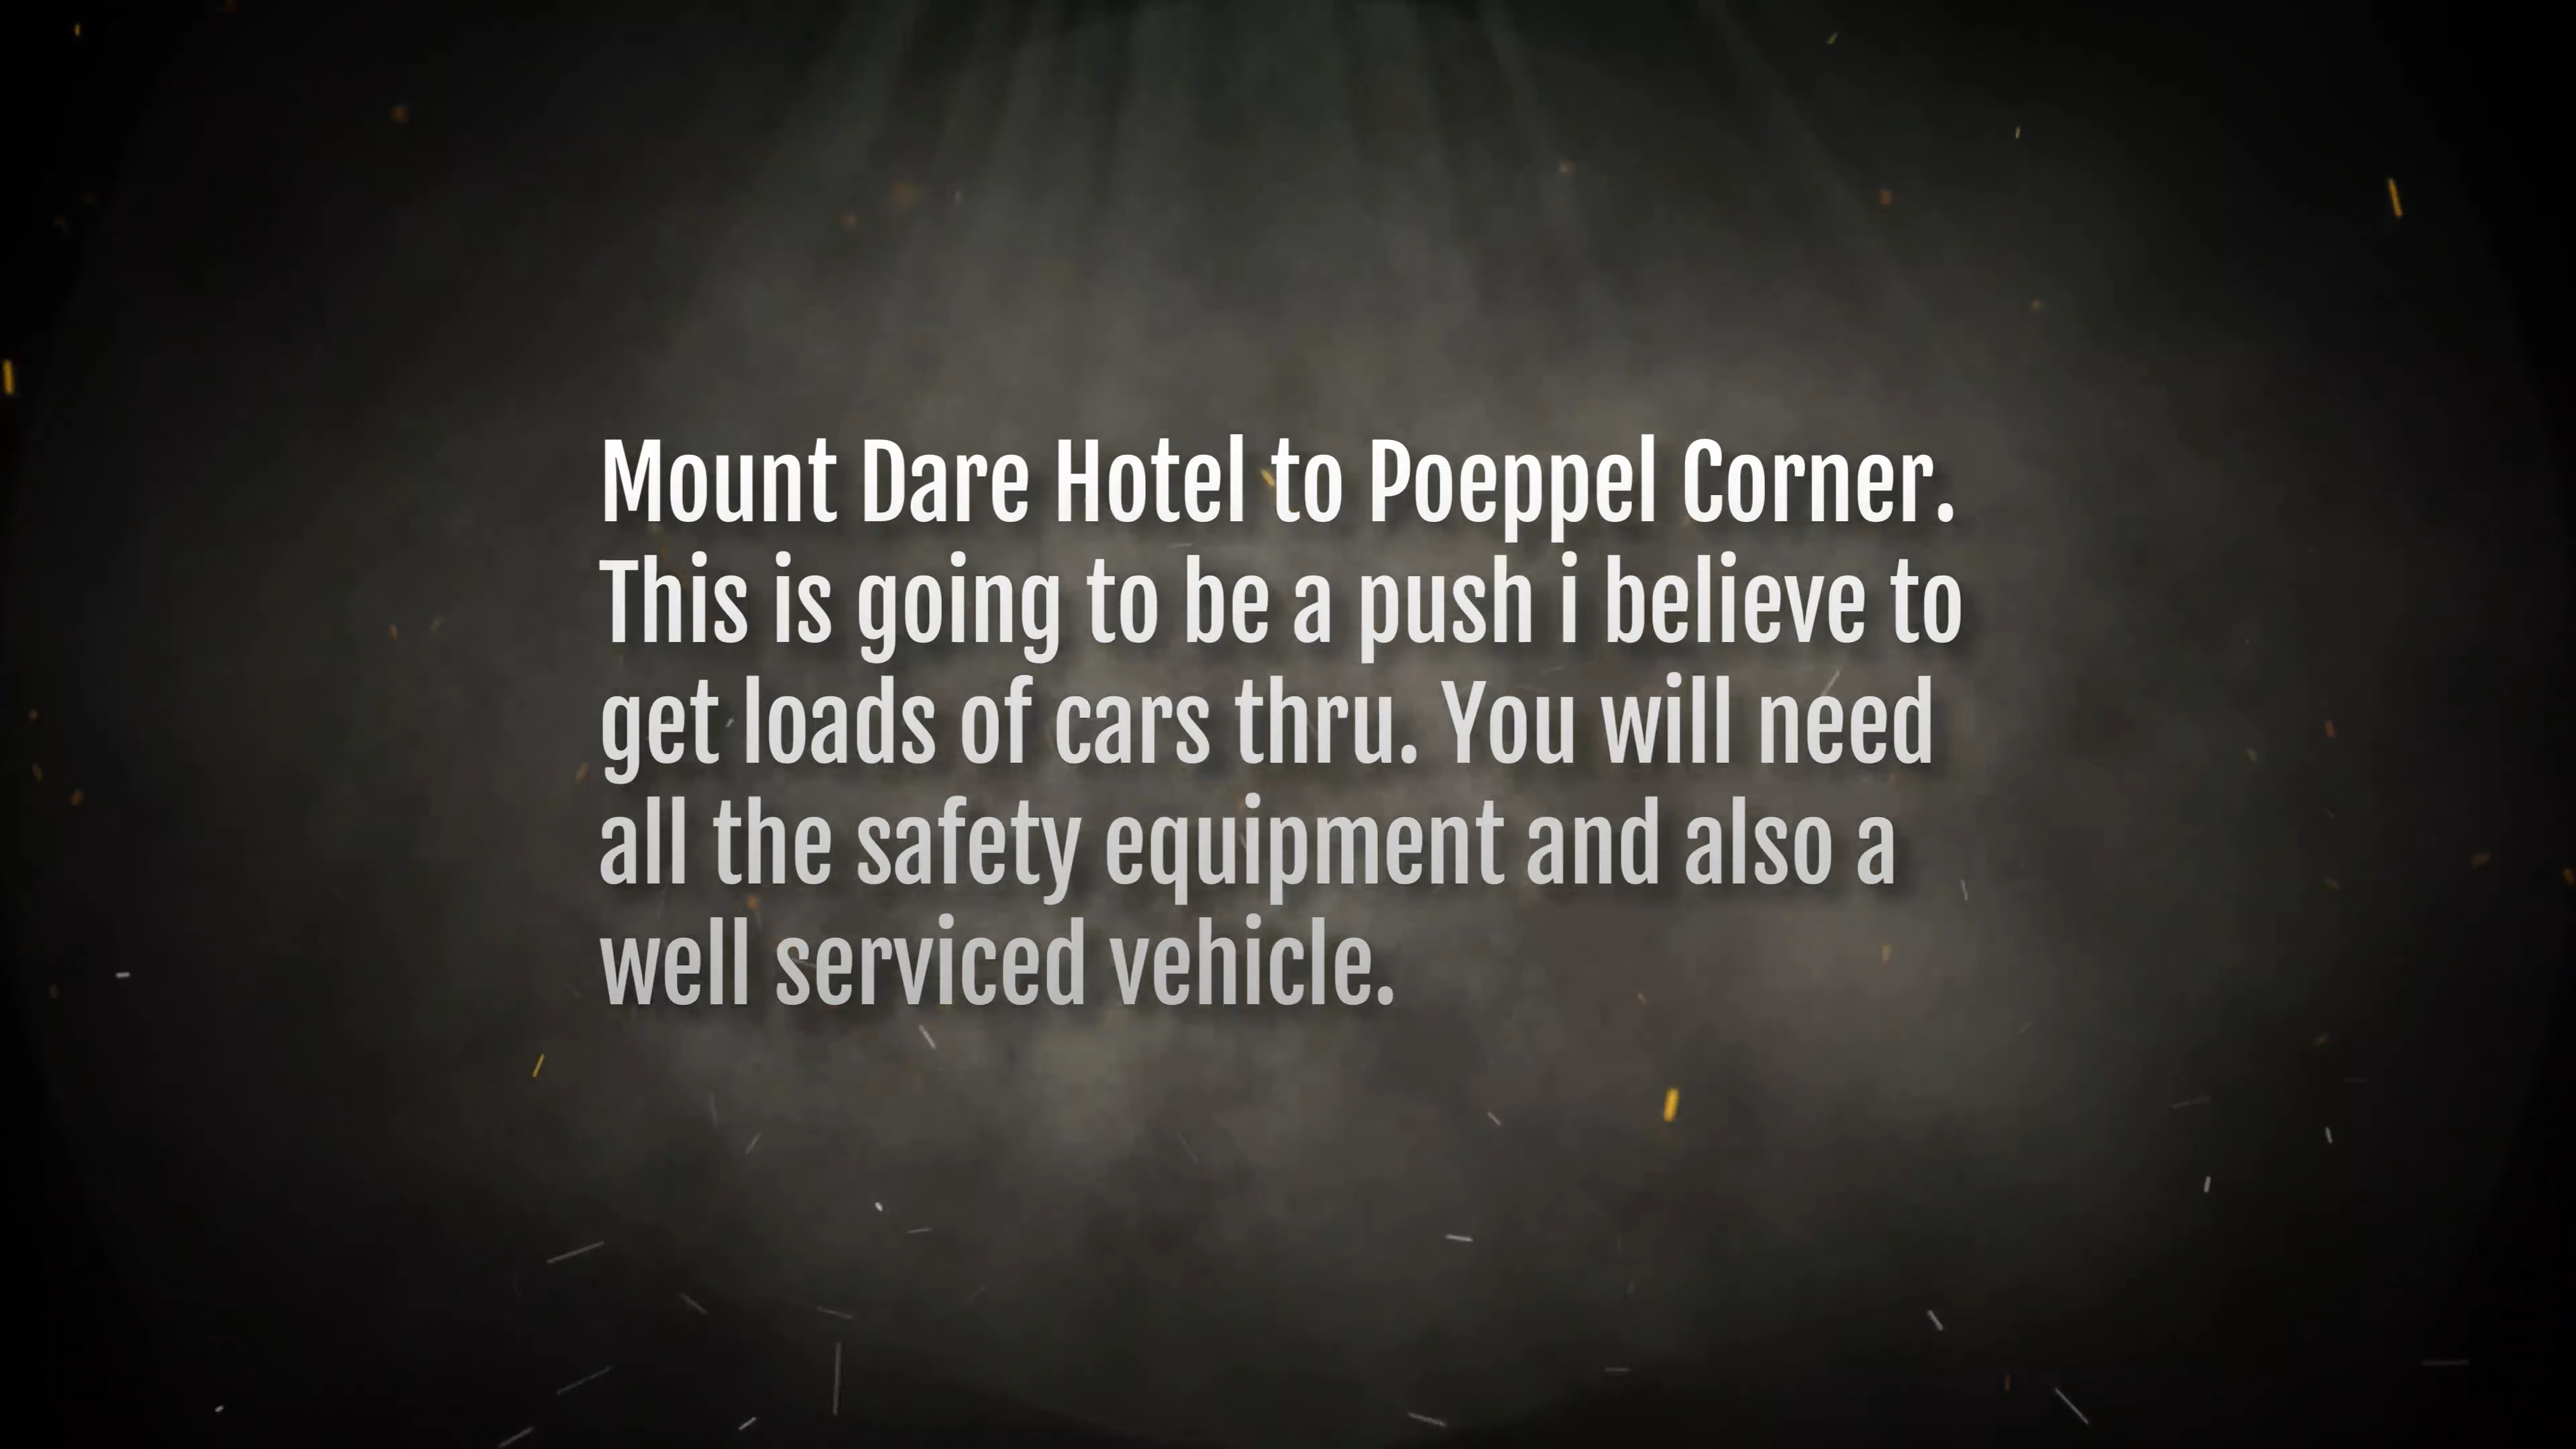 Mount Dare Hotel to Poeppel Corner.
This is going to be a push i believe to
get loads of cars thru. You will need
all the safety equipment and also a
well serviced vehicle.